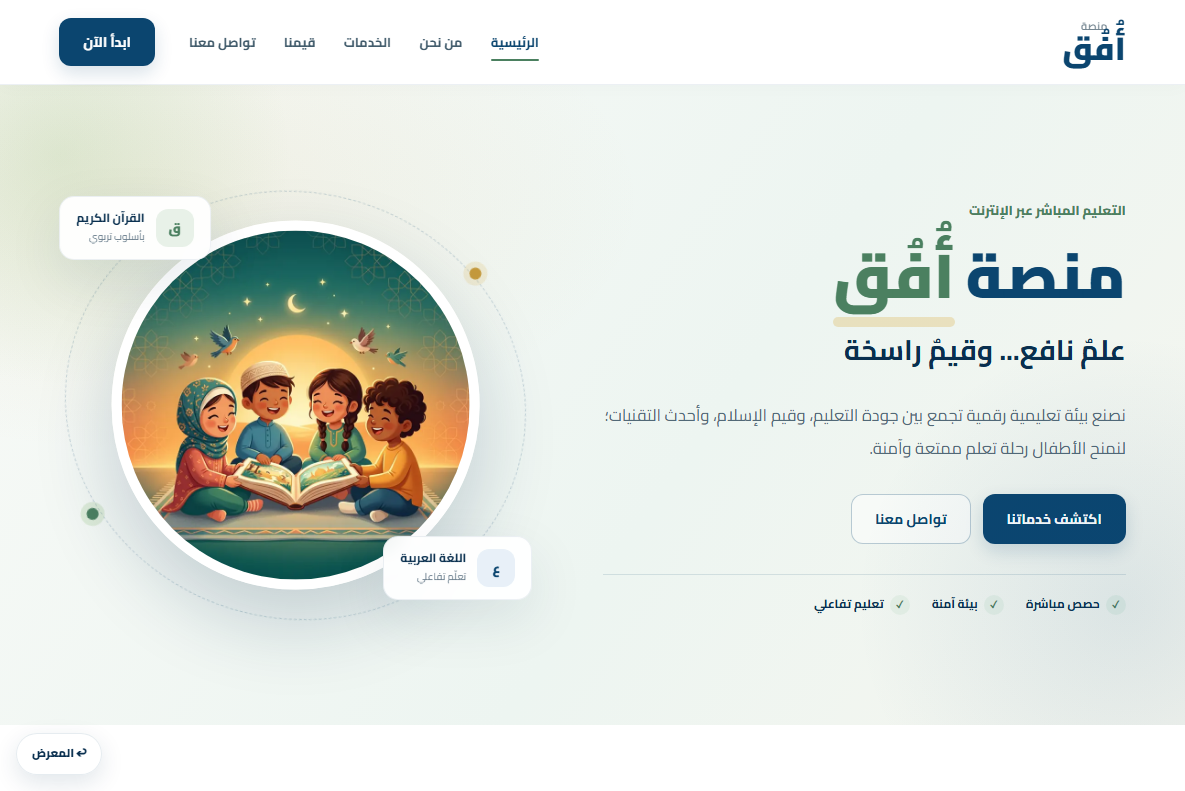 منصة
أُفُق
الرئيسية
من نحن
الخدمات
قيمنا
تواصل معنا
ابدأ الآن
التعليم المباشر عبر الإنترنت
منصة أُفُق
علمٌ نافع... وقيمٌ راسخة
نصنع بيئة تعليمية رقمية تجمع بين جودة التعليم، وقيم الإسلام، وأحدث التقنيات؛
لنمنح الأطفال رحلة تعلم ممتعة وآمنة.
اكتشف خدماتنا
تواصل معنا
✓ حصص مباشرة
✓ بيئة آمنة
✓ تعليم تفاعلي
ق
القرآن الكريم
بأسلوب تربوي
ع
اللغة العربية
تعلّم تفاعلي
↩ المعرض